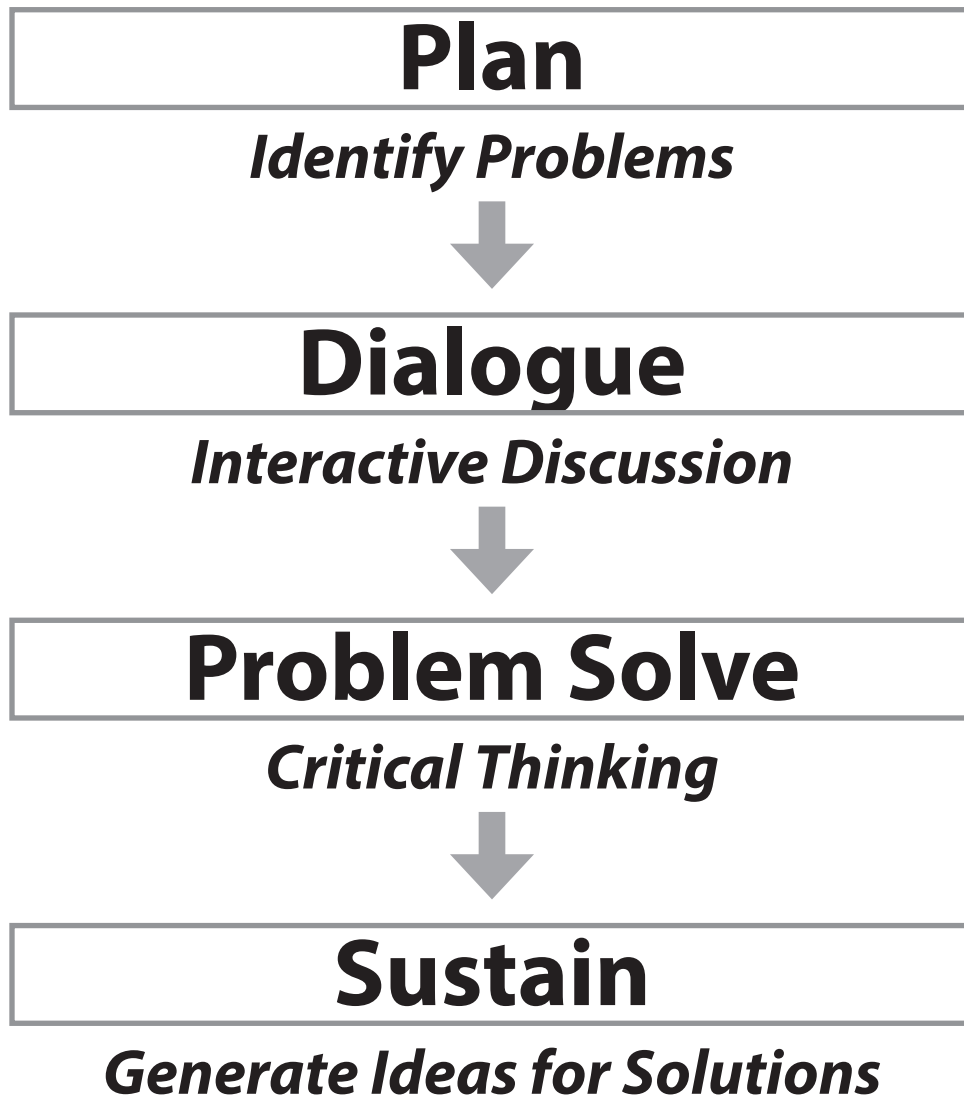 Plan
Identify Problems
Dialogue
Interactive Discussion
Problem Solve
Critical Thinking
Sustain
Generate Ideas for Solutions